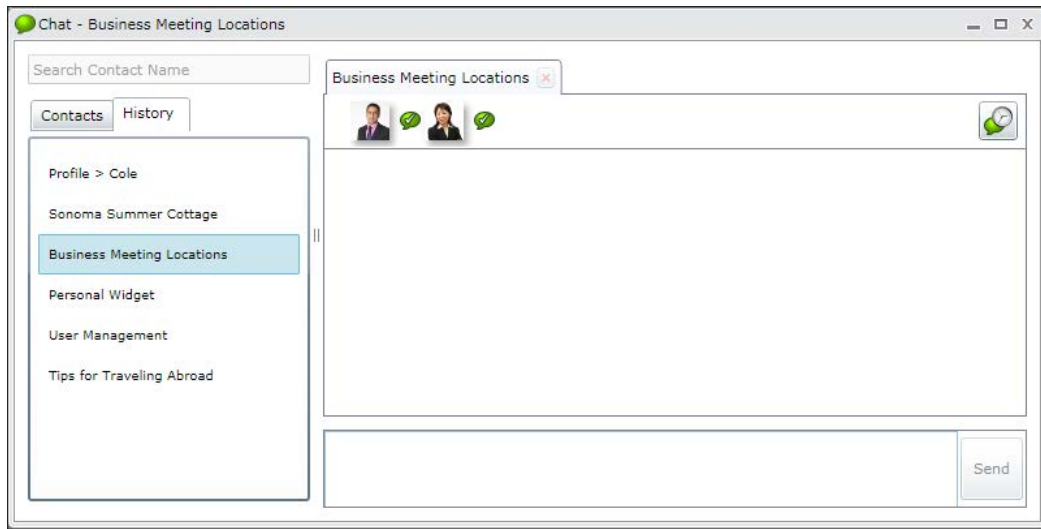 Chat - Business Meeting Locations
Search Contact Name
Contacts History
Profile > Cole
Sonoma Summer Cottage
Business Meeting Locations
Personal Widget
User Management
Tips for Traveling Abroad
Business Meeting Locations
Send